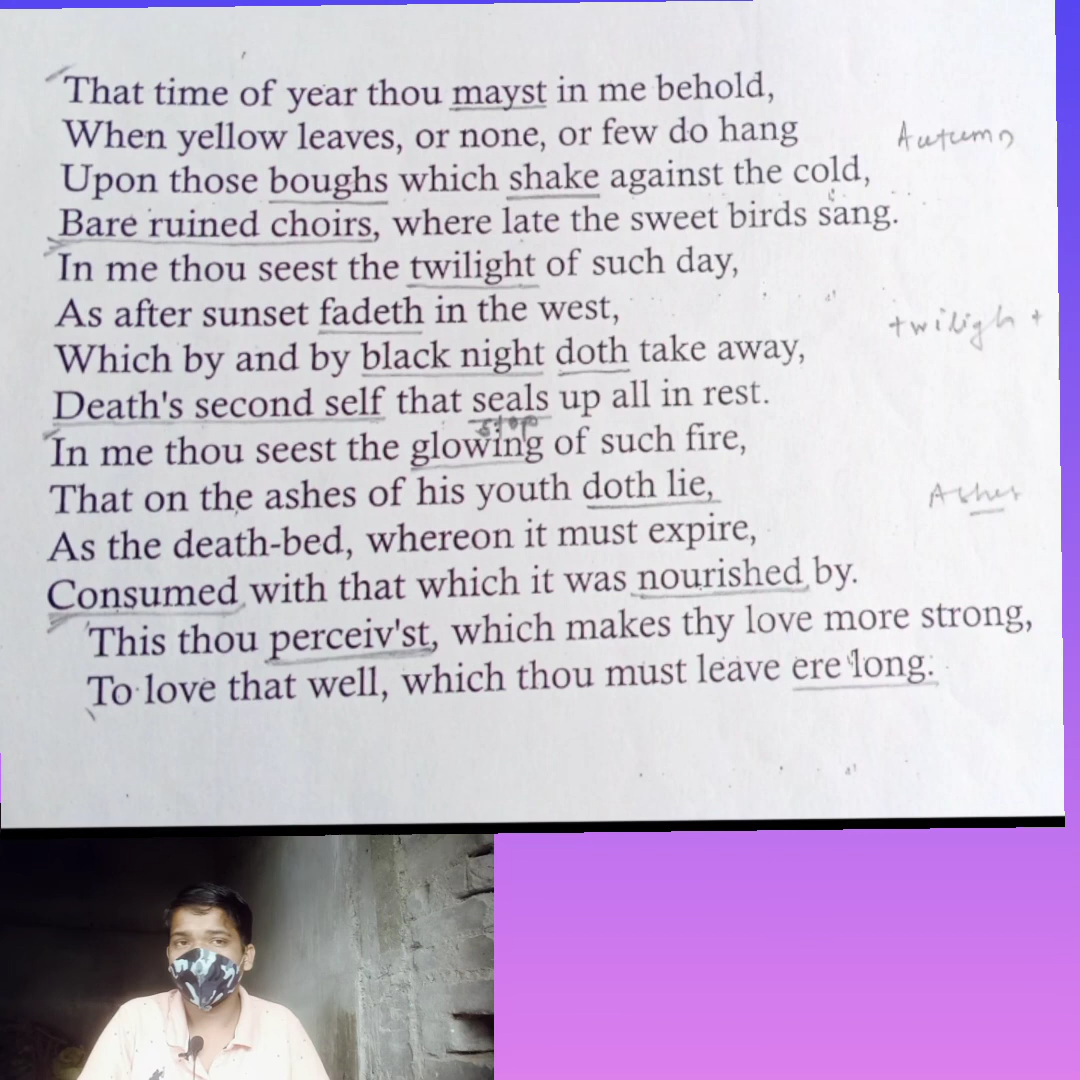 That time of year thou mayst in me behold,
When yellow leaves, or none, or few do hang
Autumn
Upon those boughs which shake against the cold,
Bare ruined choirs, where late the sweet birds sang.
In me thou seest the twilight of such day,
As after sunset fadeth in the west,
twilight
Which by and by black night doth take away,
Death's second self that seals up all in rest.
stop
In me thou seest the glowing of such fire,
That on the ashes of his youth doth lie,
Ashes
As the death-bed, whereon it must expire,
Consumed with that which it was nourished by.
This thou perceiv'st, which makes thy love more strong,
To love that well, which thou must leave ere long.